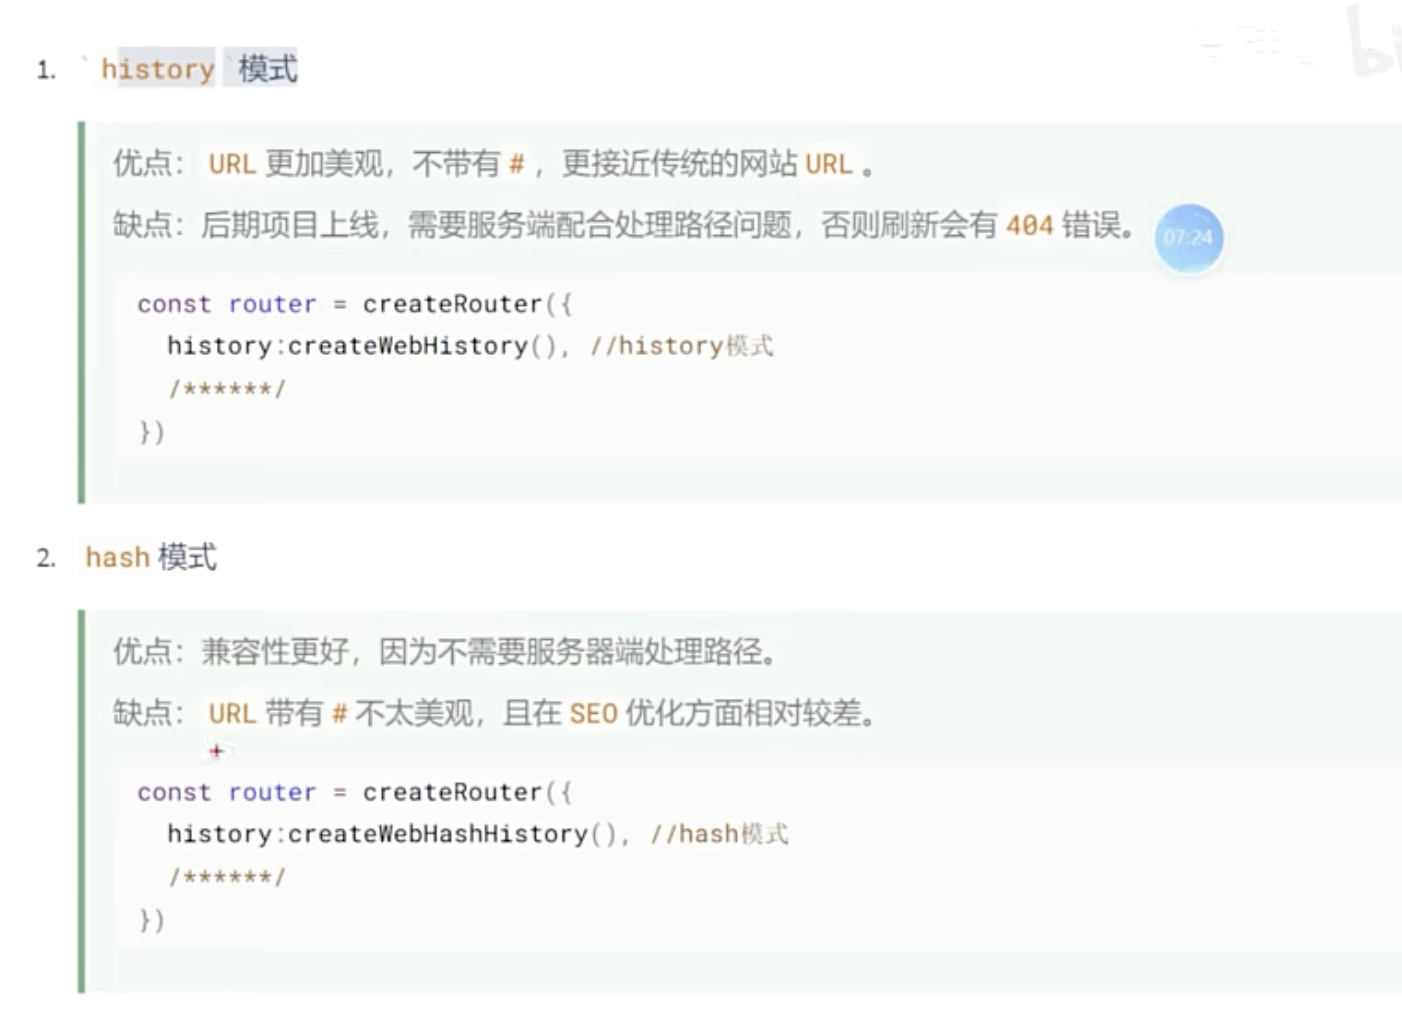 1. `history`模式
优点：URL 更加美观，不带有 #，更接近传统的网站 URL。
缺点：后期项目上线，需要服务端配合处理路径问题，否则刷新会有 404 错误。
07:24
const router = createRouter({
  history:createWebHistory(), //history模式
  /******/
})
2. hash 模式
优点：兼容性更好，因为不需要服务器端处理路径。
缺点：URL 带有 # 不太美观，且在 SEO 优化方面相对较差。
const router = createRouter({
  history:createWebHashHistory(), //hash模式
  /******/
})